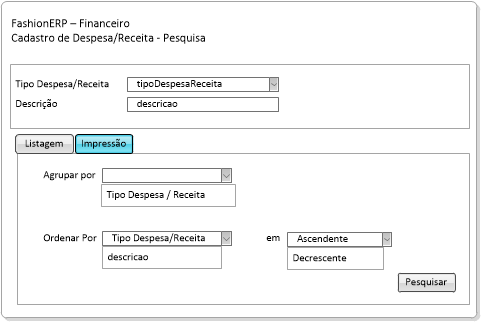 FashionERP – Financeiro
Cadastro de Despesa/Receita - Pesquisa
Tipo Despesa/Receita tipoDespesaReceita
Descrição descricao
Listagem Impressão
Agrupar por
Tipo Despesa / Receita
Ordenar Por Tipo Despesa/Receita em Ascendente
descricao Decrescente
Pesquisar